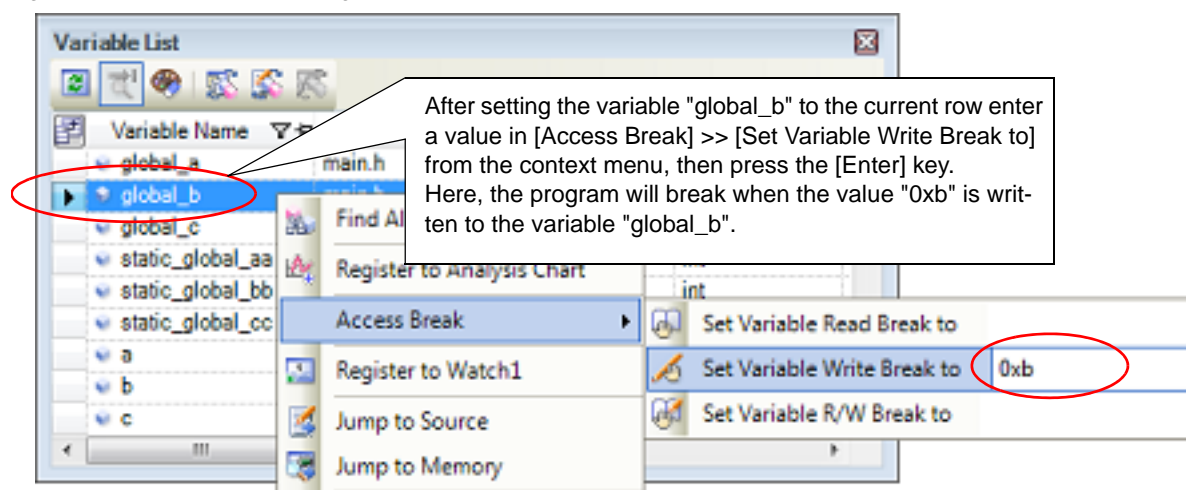 Variable List
After setting the variable "global_b" to the current row enter
a value in [Access Break] >> [Set Variable Write Break to]
from the context menu, then press the [Enter] key.
Here, the program will break when the value "0xb" is writ-
ten to the variable "global_b".
Variable Name
global_a main.h
global_b
global_c
static_global_aa
static_global_bb int
static_global_cc
a
b
c
Find Al
Register to Analysis Chart
Access Break
Register to Watch1
Jump to Source
Jump to Memory
Set Variable Read Break to
Set Variable Write Break to 0xb
Set Variable R/W Break to